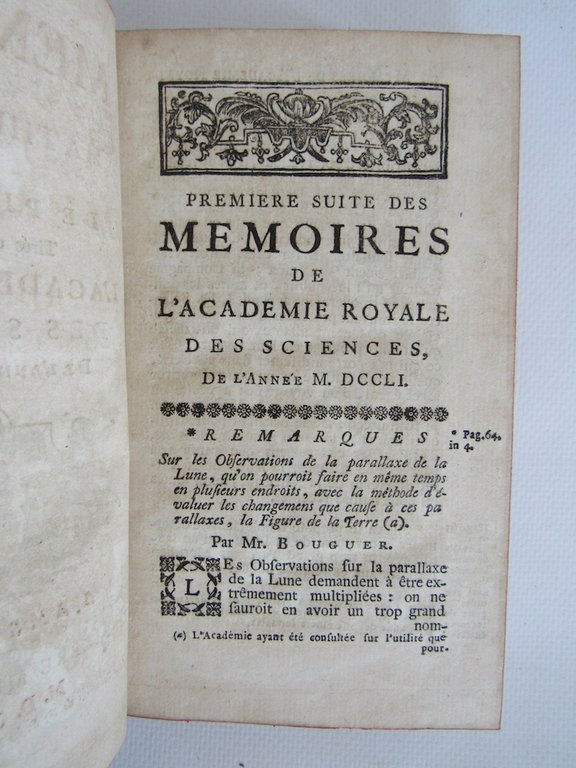 PREMIERE SUITE DES
MEMOIRES
DE
L'ACADEMIE ROYALE
DES SCIENCES,
DE L'ANNÉE M. DCCLI.
* REMARQUES
* Pag. 64.
in 4.
Sur les Obſervations de la parallaxe de la
Lune, qu'on pourroit faire en même temps
en pluſieurs endroits, avec la méthode d'é-
valuer les changemens que cauſe à ces pa
rallaxes, la Figure de la Terre (a).
Par Mr. BOUGUER.
LEs Obſervations ſur la parallaxe
de la Lune demandent à être ex-
trêmement multipliées: on ne
ſauroit en avoir un trop grand
nom-
(a) L'Académie ayant été conſultée ſur l'utilité que
pour-